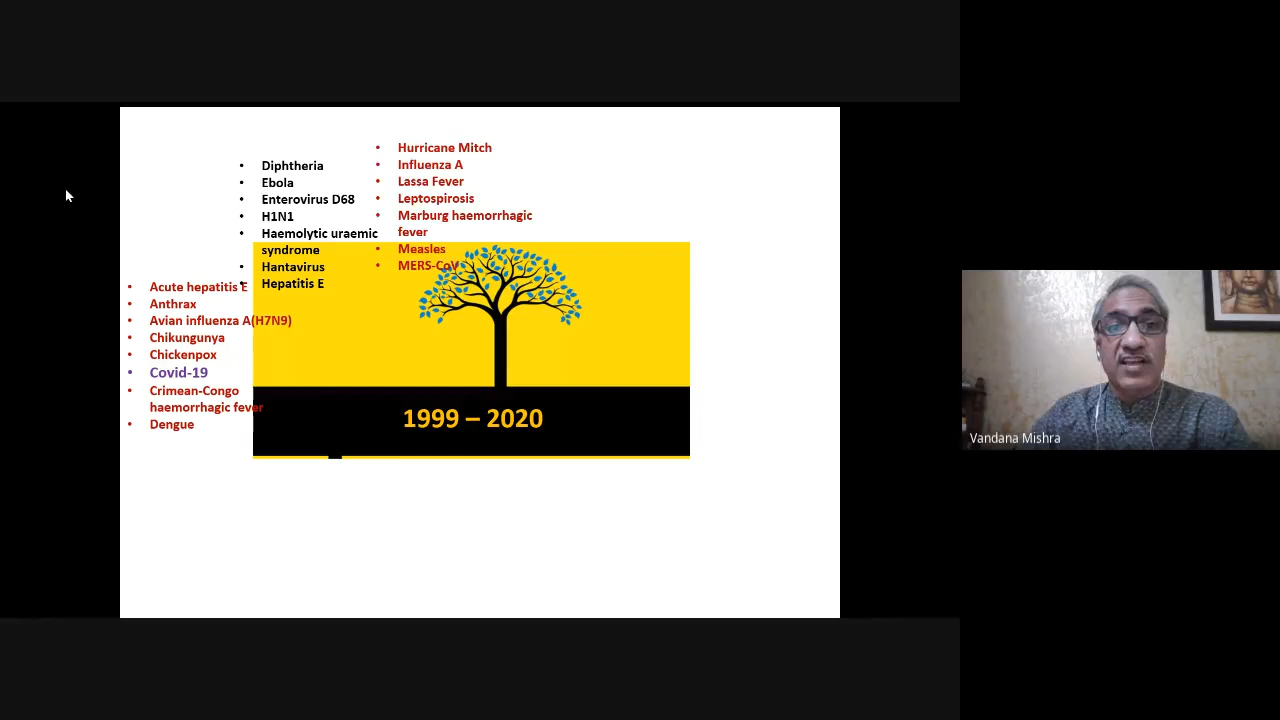 Hurricane Mitch
Influenza A
Lassa Fever
Leptospirosis
Marburg haemorrhagic
fever
Measles
MERS-CoV
Diphtheria
Ebola
Enterovirus D68
H1N1
Haemolytic uraemic
syndrome
Hantavirus
Hepatitis E
Acute hepatitis E
Anthrax
Avian influenza A(H7N9)
Chikungunya
Chickenpox
Covid-19
Crimean-Congo
haemorrhagic fever
Dengue
1999 – 2020
Vandana Mishra